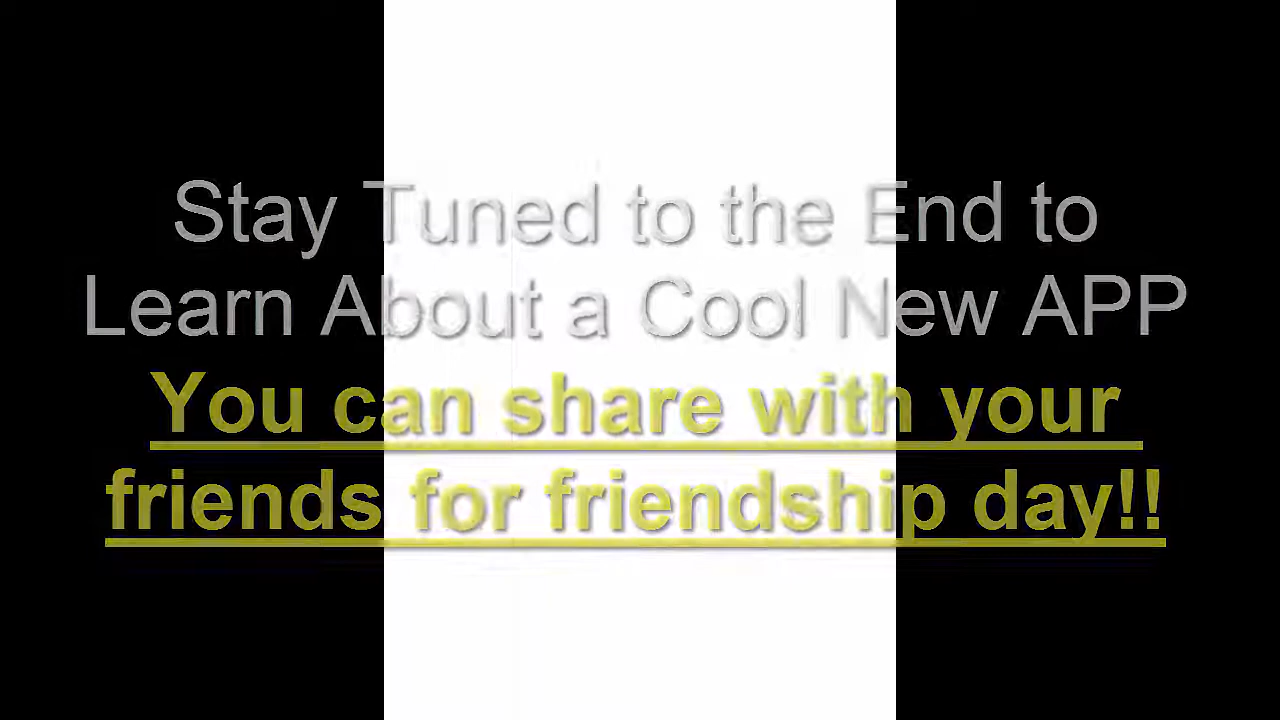 Stay Tuned to the End to
Learn About a Cool New APP
You can share with your
friends for friendship day!!